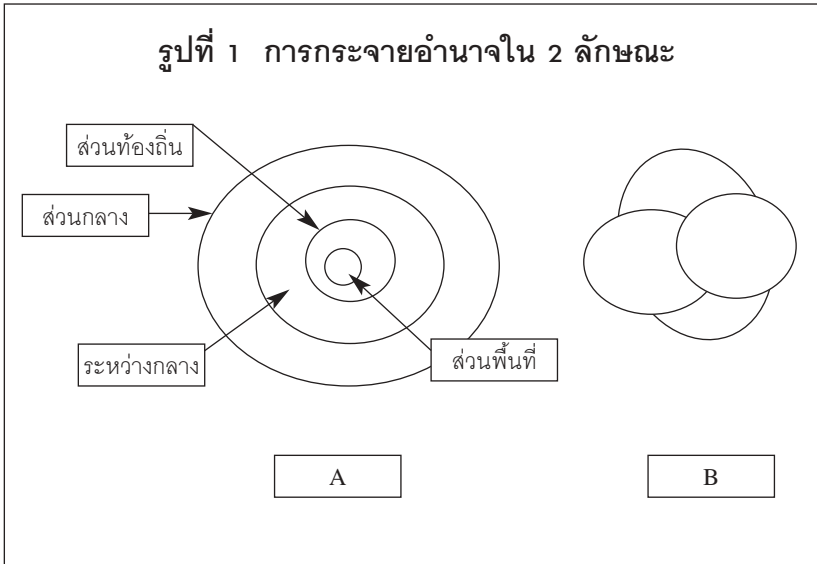 รูปที่ 1 การกระจายอำนาจใน 2 ลักษณะ
ส่วนท้องถิ่น
ส่วนกลาง
ระหว่างกลาง
ส่วนพื้นที่
A
B